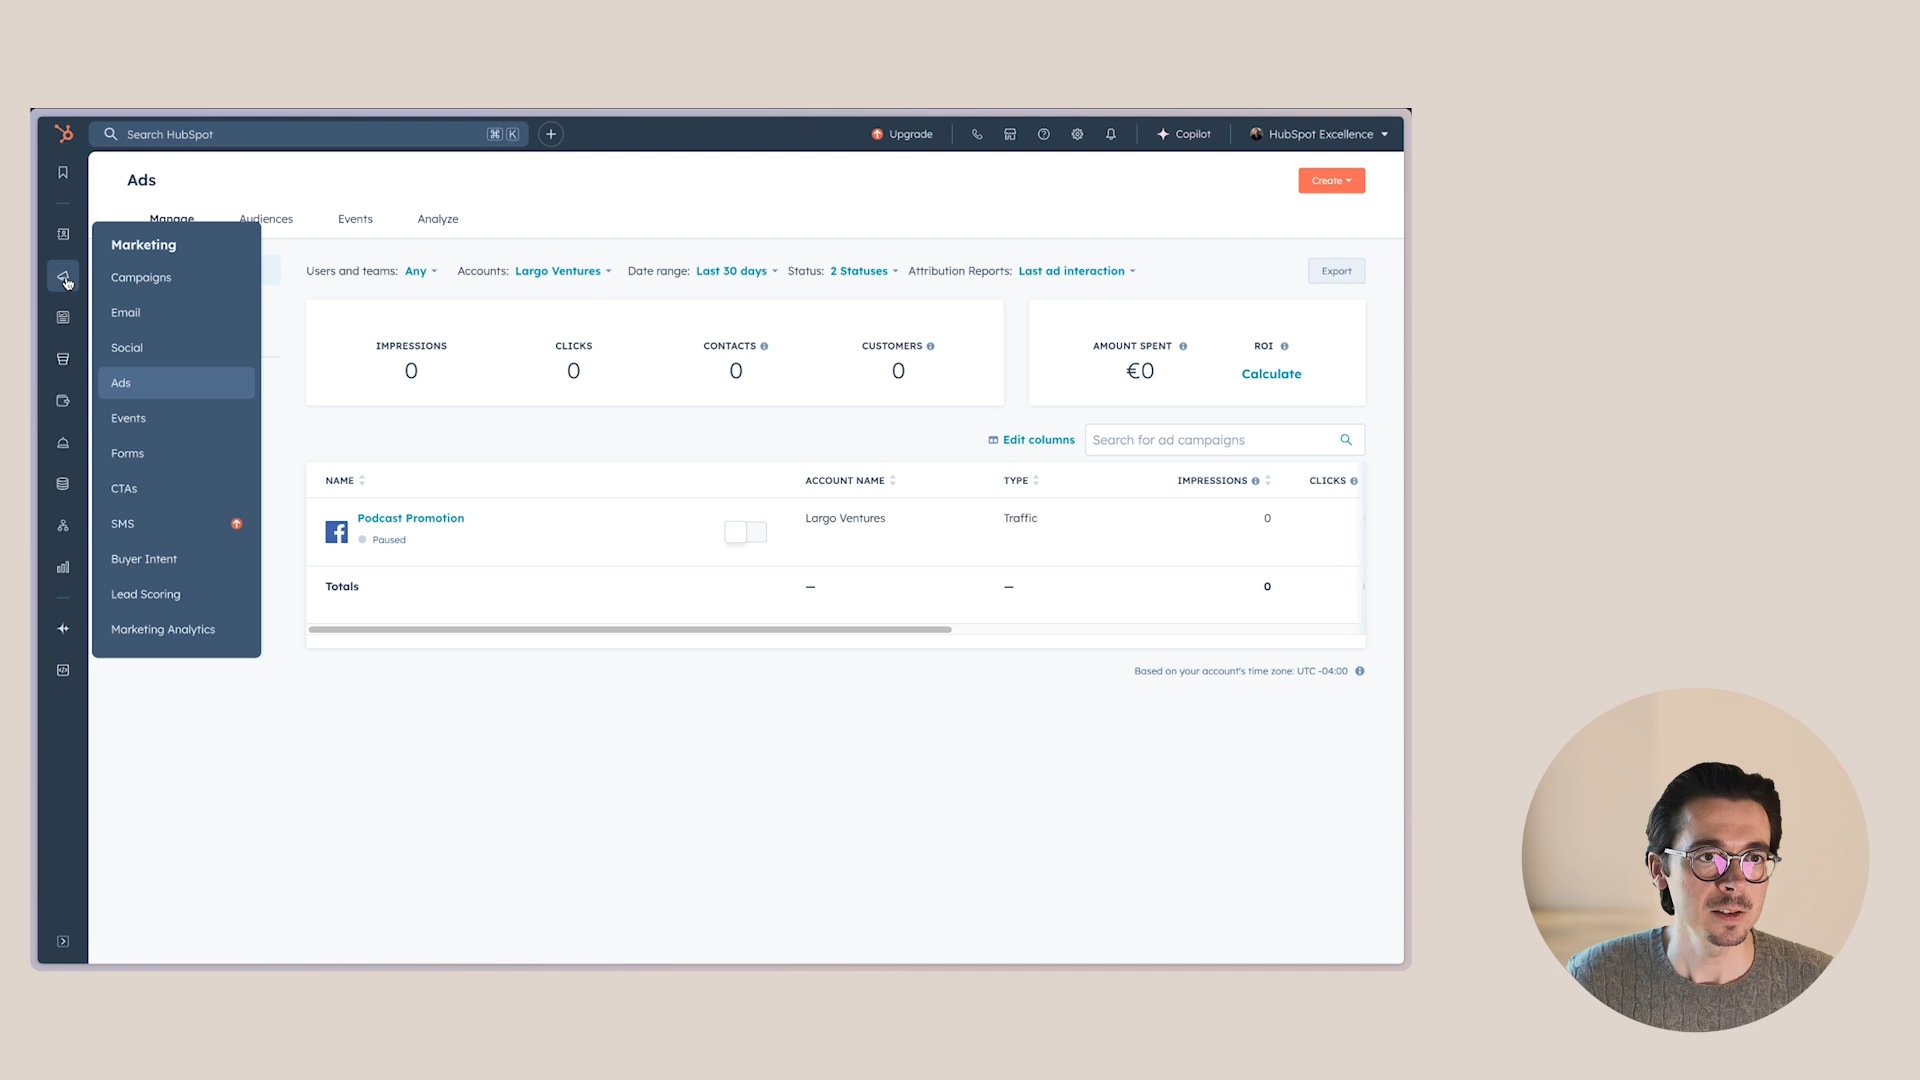 Search HubSpot
⌘ K
Upgrade
Copilot
HubSpot Excellence
Ads
Create
Manage
Audiences
Events
Analyze
Marketing
Campaigns
Email
Social
Ads
Events
Forms
CTAs
SMS
Buyer Intent
Lead Scoring
Marketing Analytics
Users and teams: Any
Accounts: Largo Ventures
Date range: Last 30 days
Status: 2 Statuses
Attribution Reports: Last ad interaction
Export
IMPRESSIONS
0
CLICKS
0
CONTACTS
0
CUSTOMERS
0
AMOUNT SPENT
€0
ROI
Calculate
Edit columns
Search for ad campaigns
NAME ACCOUNT NAME TYPE IMPRESSIONS CLICKS
Podcast Promotion Largo Ventures Traffic 0
Paused
Totals — — 0
Based on your account's time zone: UTC -04:00